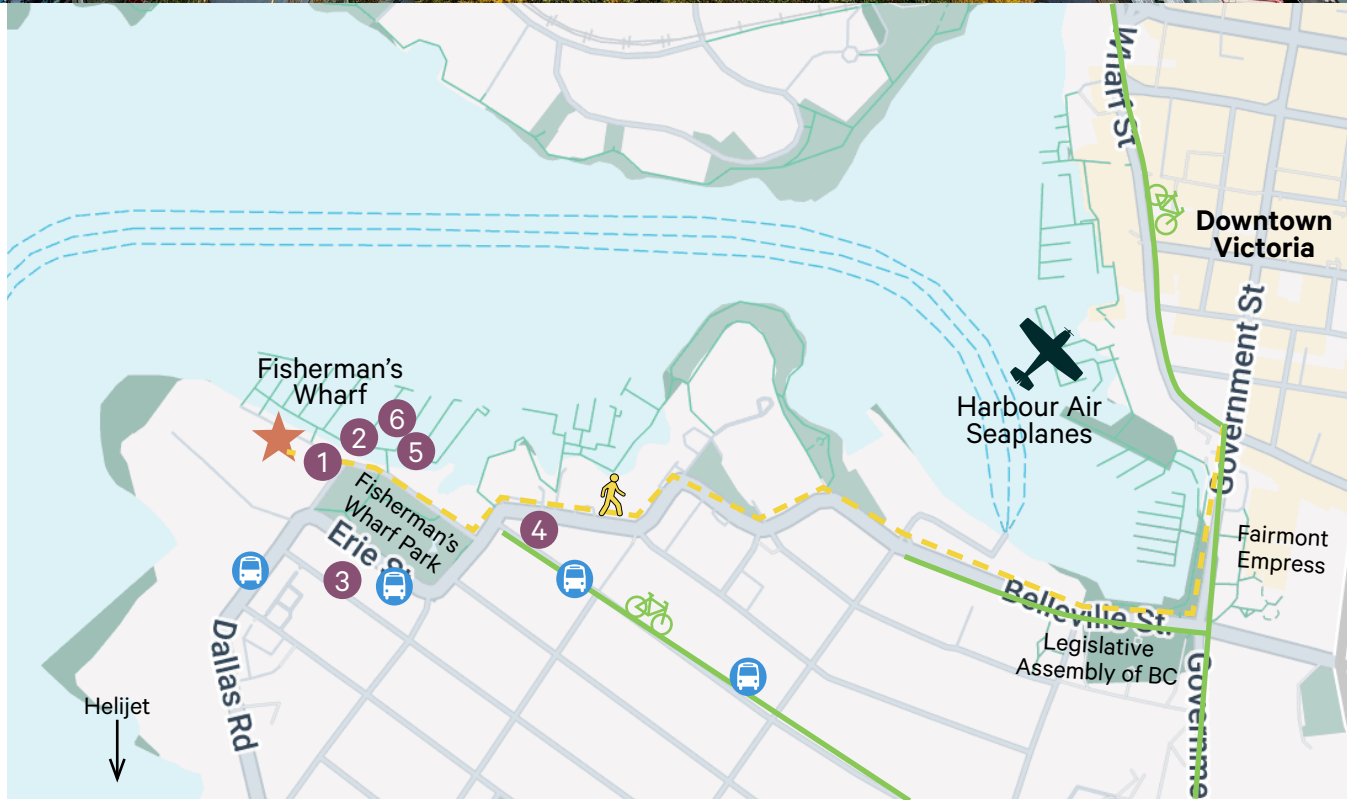 Wharf St
Downtown
Victoria
Government St
Fisherman's
Wharf
Harbour Air
Seaplanes
6
2
5
1
Fisherman's
Wharf Park
4
Erie St
3
Fairmont
Empress
Belleville St.
Legislative
Assembly of BC
Dallas Rd
Helijet
Governme